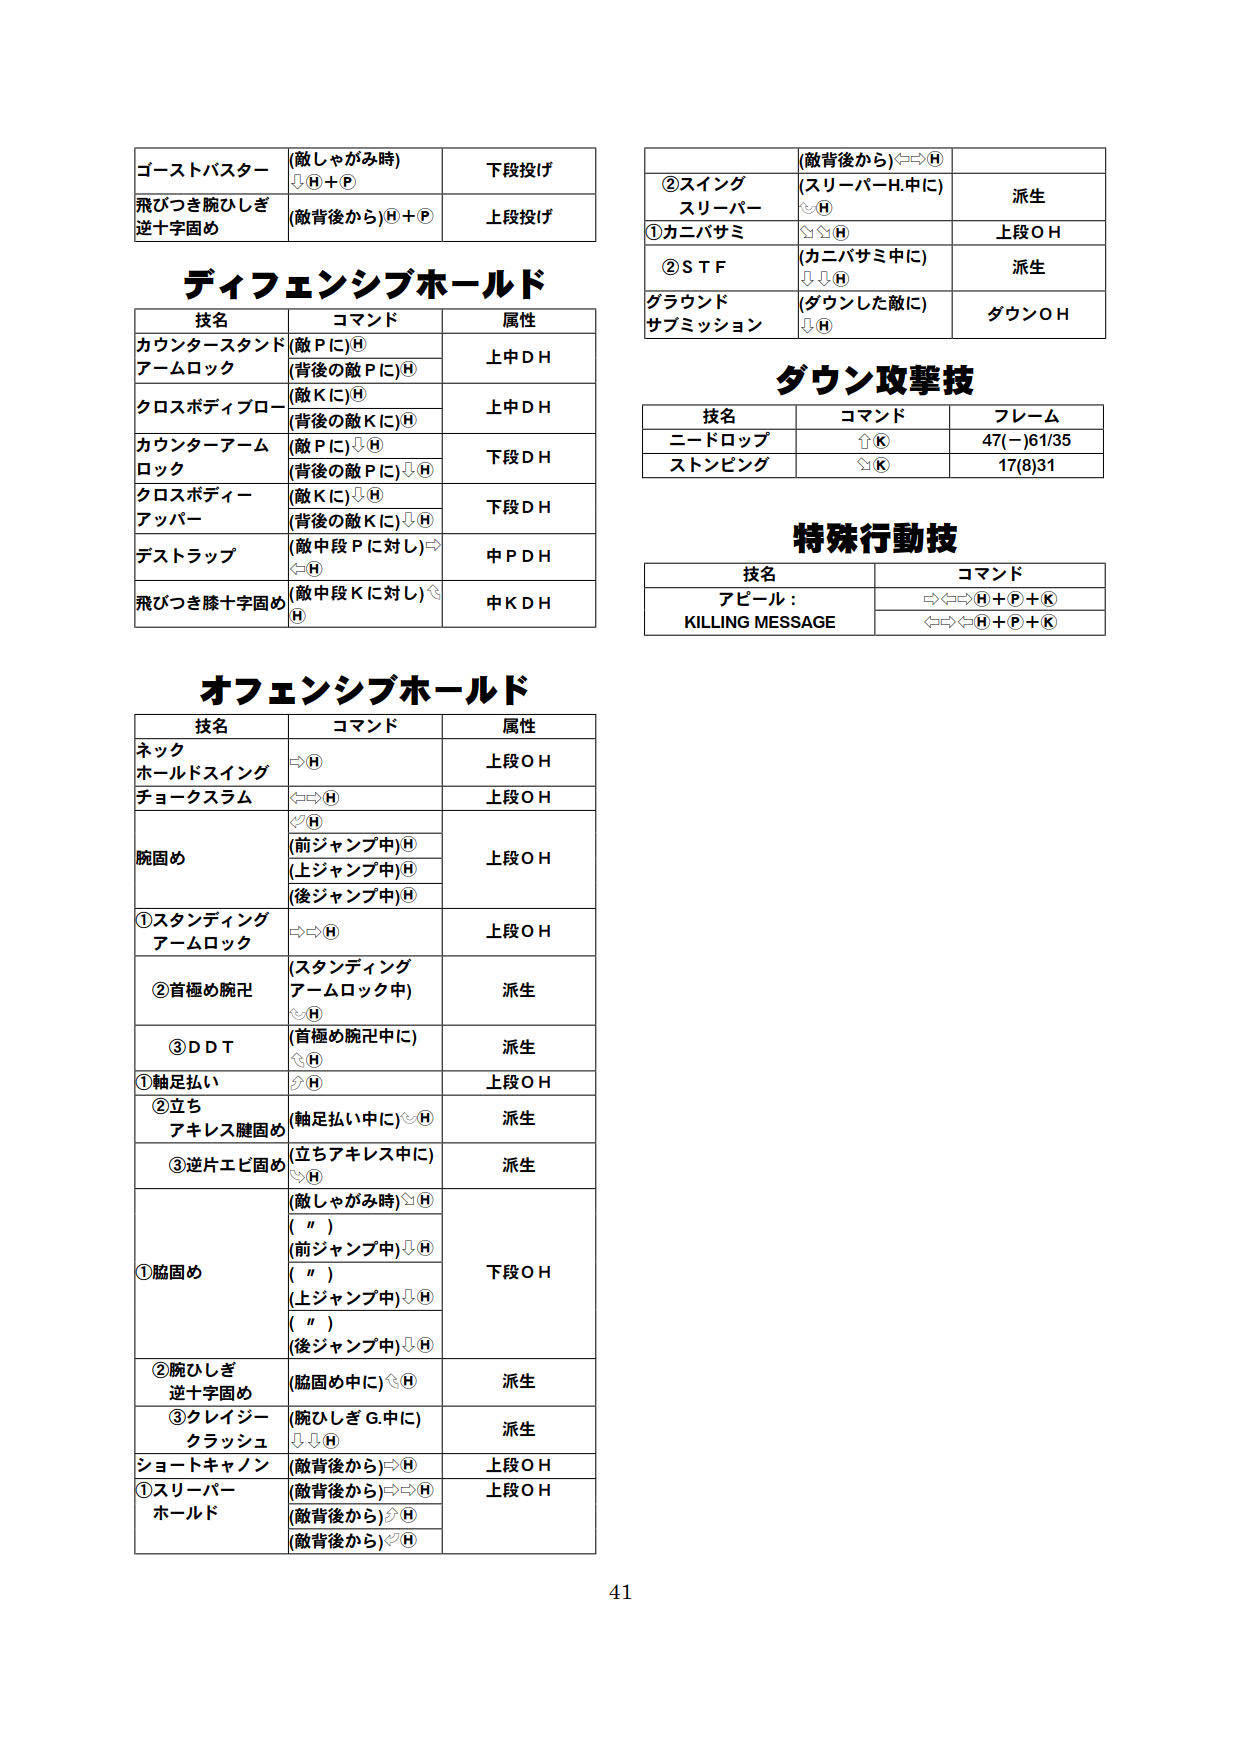 ゴーストバスター (敵しゃがみ時) 下段投げ
⇩Ⓗ＋Ⓟ
飛びつき腕ひしぎ
逆十字固め (敵背後から)Ⓗ＋Ⓟ 上段投げ
ディフェンシブホールド
技名 コマンド 属性
カウンタースタンド
アームロック (敵Ｐに)Ⓗ 上中ＤＨ
(背後の敵Ｐに)Ⓗ
クロスボディブロー (敵Ｋに)Ⓗ 上中ＤＨ
(背後の敵Ｋに)Ⓗ
カウンターアーム
ロック (敵Ｐに)⇩Ⓗ 下段ＤＨ
(背後の敵Ｐに)⇩Ⓗ
クロスボディー
アッパー (敵Ｋに)⇩Ⓗ 下段ＤＨ
(背後の敵Ｋに)⇩Ⓗ
デストラップ (敵中段Ｐに対し)⇨ 中ＰＤＨ
⇦Ⓗ
飛びつき膝十字固め (敵中段Ｋに対し) 中ＫＤＨ
Ⓗ
オフェンシブホールド
技名 コマンド 属性
ネック
ホールドスイング ⇨Ⓗ 上段ＯＨ
チョークスラム ⇦⇨Ⓗ 上段ＯＨ
腕固め Ⓗ 上段ＯＨ
(前ジャンプ中)Ⓗ
(上ジャンプ中)Ⓗ
(後ジャンプ中)Ⓗ
①スタンディング
アームロック ⇨⇨Ⓗ 上段ＯＨ
②首極め腕卍 (スタンディング 派生
アームロック中)
Ⓗ
③ＤＤＴ (首極め腕卍中に) 派生
Ⓗ
①軸足払い Ⓗ 上段ＯＨ
②立ち
アキレス腱固め (軸足払い中に)Ⓗ 派生
③逆片エビ固め (立ちアキレス中に) 派生
Ⓗ
①脇固め (敵しゃがみ時)⇘Ⓗ 下段ＯＨ
( 〃 )
(前ジャンプ中)⇩Ⓗ
( 〃 )
(上ジャンプ中)⇩Ⓗ
( 〃 )
(後ジャンプ中)⇩Ⓗ
②腕ひしぎ
逆十字固め (脇固め中に)Ⓗ 派生
③クレイジー
クラッシュ (腕ひしぎ G.中に) 派生
⇩⇩Ⓗ
ショートキャノン (敵背後から)⇨Ⓗ 上段ＯＨ
①スリーパー
ホールド (敵背後から)⇨⇨Ⓗ 上段ＯＨ
(敵背後から)Ⓗ
(敵背後から)Ⓗ
(敵背後から)⇦⇨Ⓗ
②スイング
スリーパー (スリーパーH.中に) 派生
Ⓗ
①カニバサミ ⇘⇘Ⓗ 上段ＯＨ
②ＳＴＦ (カニバサミ中に) 派生
⇩⇩Ⓗ
グラウンド
サブミッション (ダウンした敵に) ダウンＯＨ
⇩Ⓗ
ダウン攻撃技
技名 コマンド フレーム
ニードロップ ⇧Ⓚ 47(－)61/35
ストンピング ⇘Ⓚ 17(8)31
特殊行動技
技名 コマンド
アピール：
KILLING MESSAGE ⇨⇦⇨Ⓗ＋Ⓟ＋Ⓚ
⇦⇨⇦Ⓗ＋Ⓟ＋Ⓚ
41